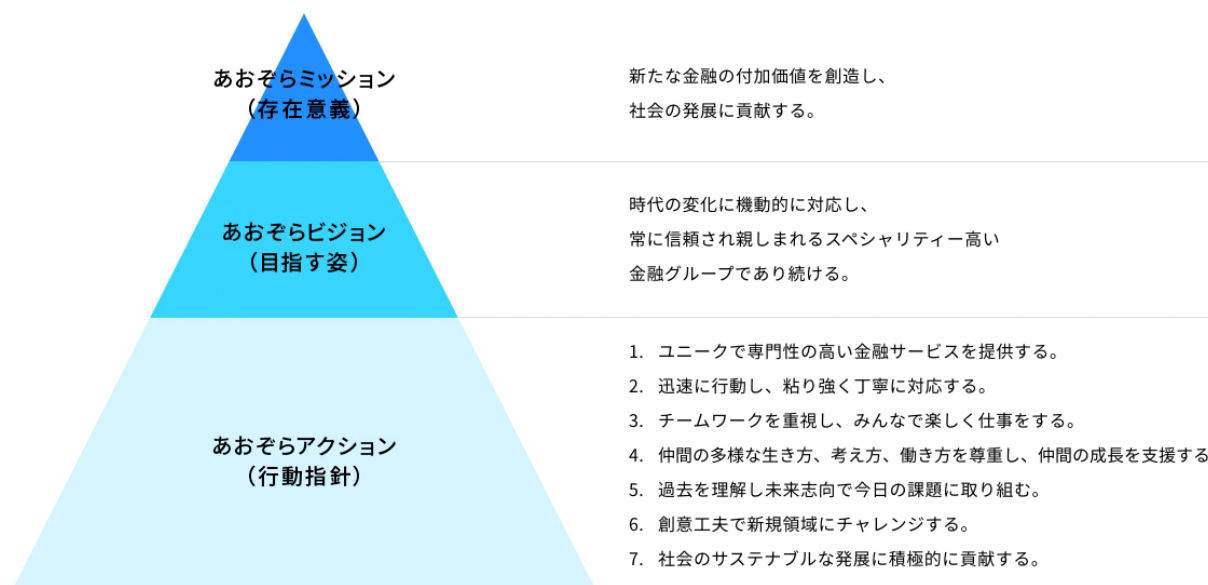 あおぞらミッション
（存在意義）
新たな金融の付加価値を創造し、
社会の発展に貢献する。
あおぞらビジョン
（目指す姿）
時代の変化に機動的に対応し、
常に信頼され親しまれるスペシャリティー高い
金融グループであり続ける。
あおぞらアクション
（行動指針）
1. ユニークで専門性の高い金融サービスを提供する。
2. 迅速に行動し、粘り強く丁寧に対応する。
3. チームワークを重視し、みんなで楽しく仕事をする。
4. 仲間の多様な生き方、考え方、働き方を尊重し、仲間の成長を支援する
5. 過去を理解し未来志向で今日の課題に取り組む。
6. 創意工夫で新規領域にチャレンジする。
7. 社会のサステナブルな発展に積極的に貢献する。